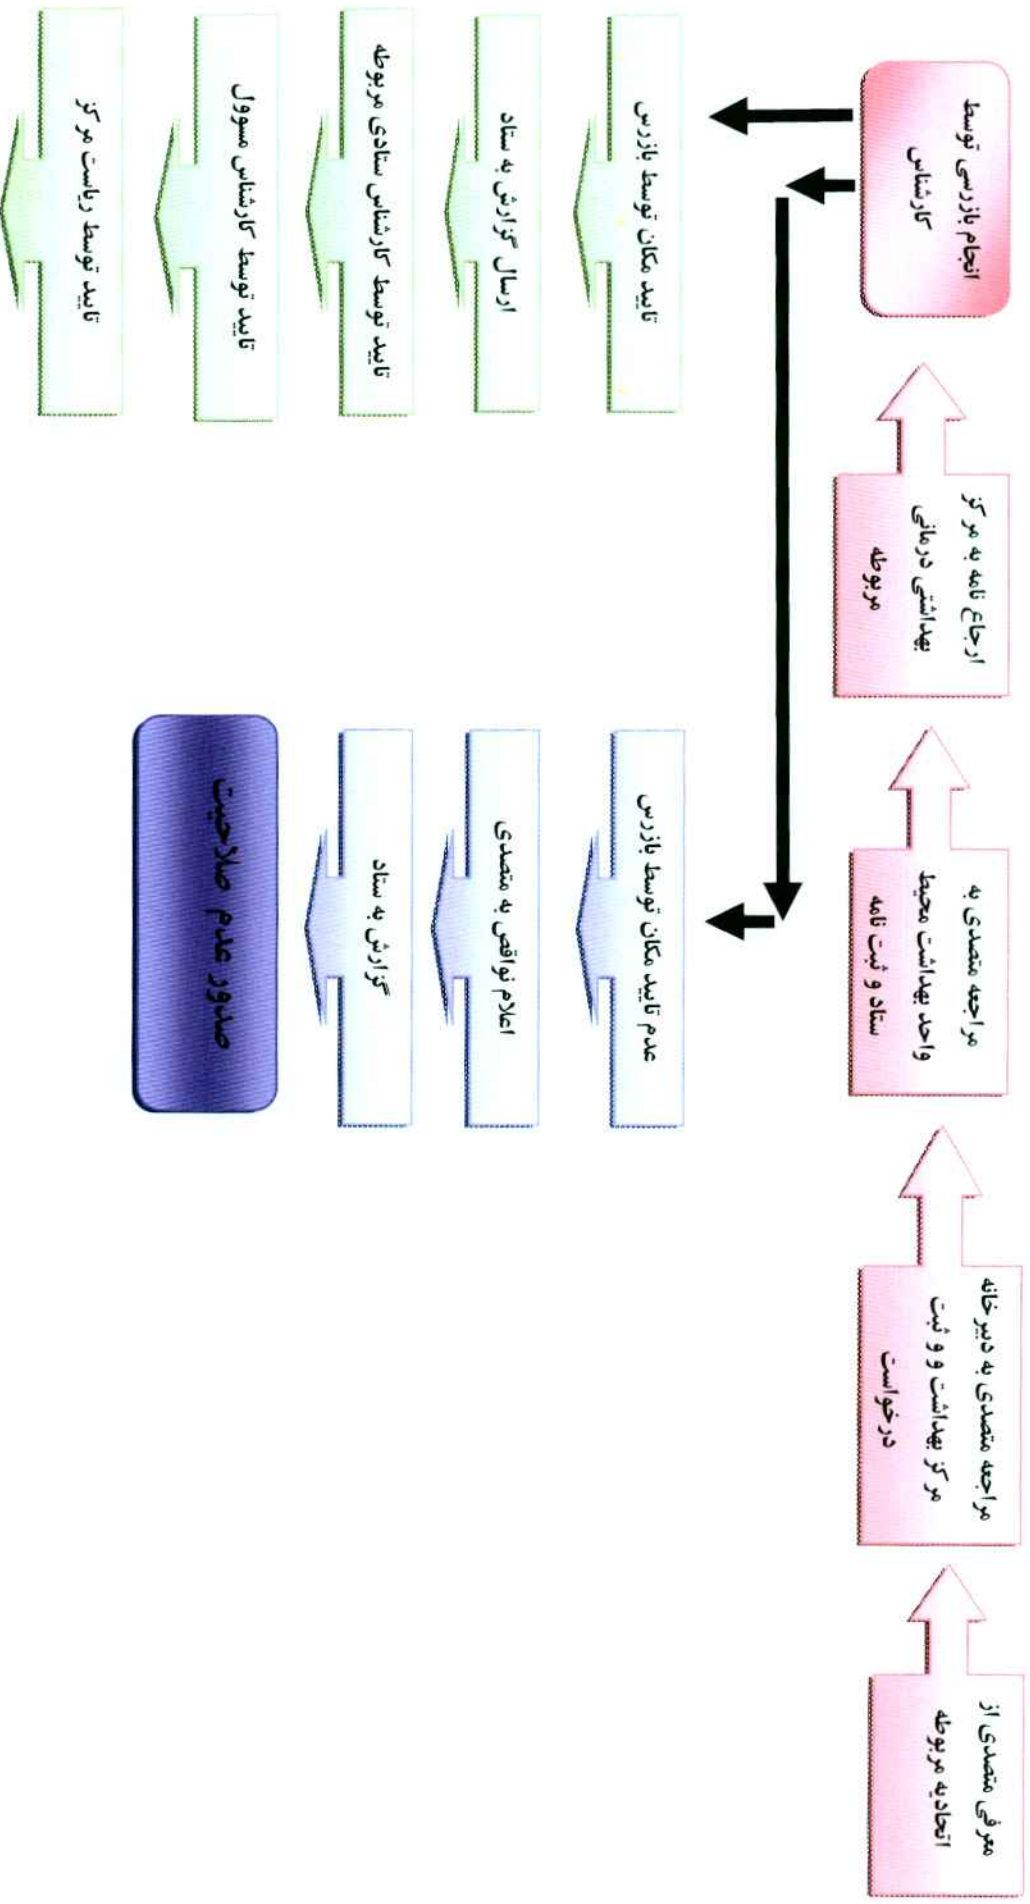 معرفی متصدی از
اتحادیه مربوطه
مراجعه متصدی به دبیرخانه
مرکز بهداشت و و ثبت
درخواست
مراجعه متصدی به
واحد بهداشت محیط
ستاد و ثبت نامه
ارجاع نامه به مرکز
بهداشتی درمانی
مربوطه
انجام بازرسی توسط
کارشناس
تایید مکان توسط بازرس
ارسال گزارش به ستاد
تایید توسط کارشناس ستادی مربوطه
تایید توسط کارشناس مسوول
تایید توسط ریاست مرکز
عدم تایید مکان توسط بازرس
اعلام نواقص به متصدی
گزارش به ستاد
صدور عدم صلاحیت